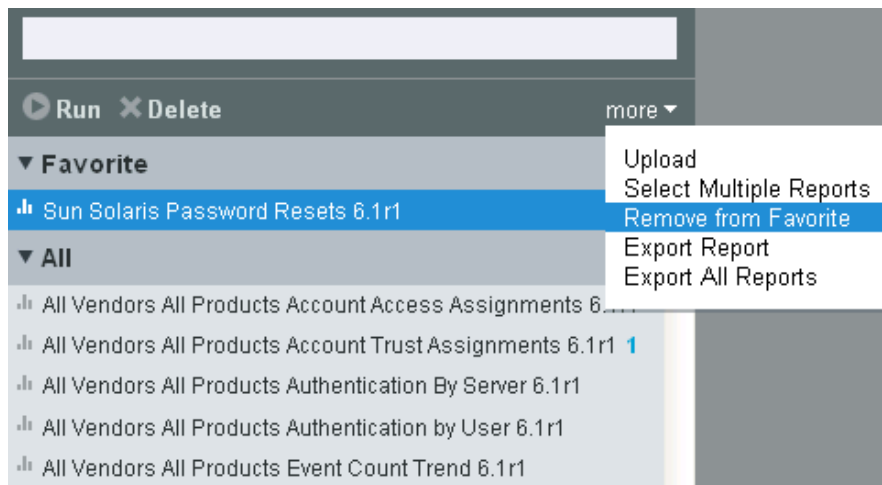 Run Delete more
Favorite
Sun Solaris Password Resets 6.1r1
All
All Vendors All Products Account Access Assignments 6.1r1
All Vendors All Products Account Trust Assignments 6.1r1 1
All Vendors All Products Authentication By Server 6.1r1
All Vendors All Products Authentication by User 6.1r1
All Vendors All Products Event Count Trend 6.1r1
Upload
Select Multiple Reports
Remove from Favorite
Export Report
Export All Reports